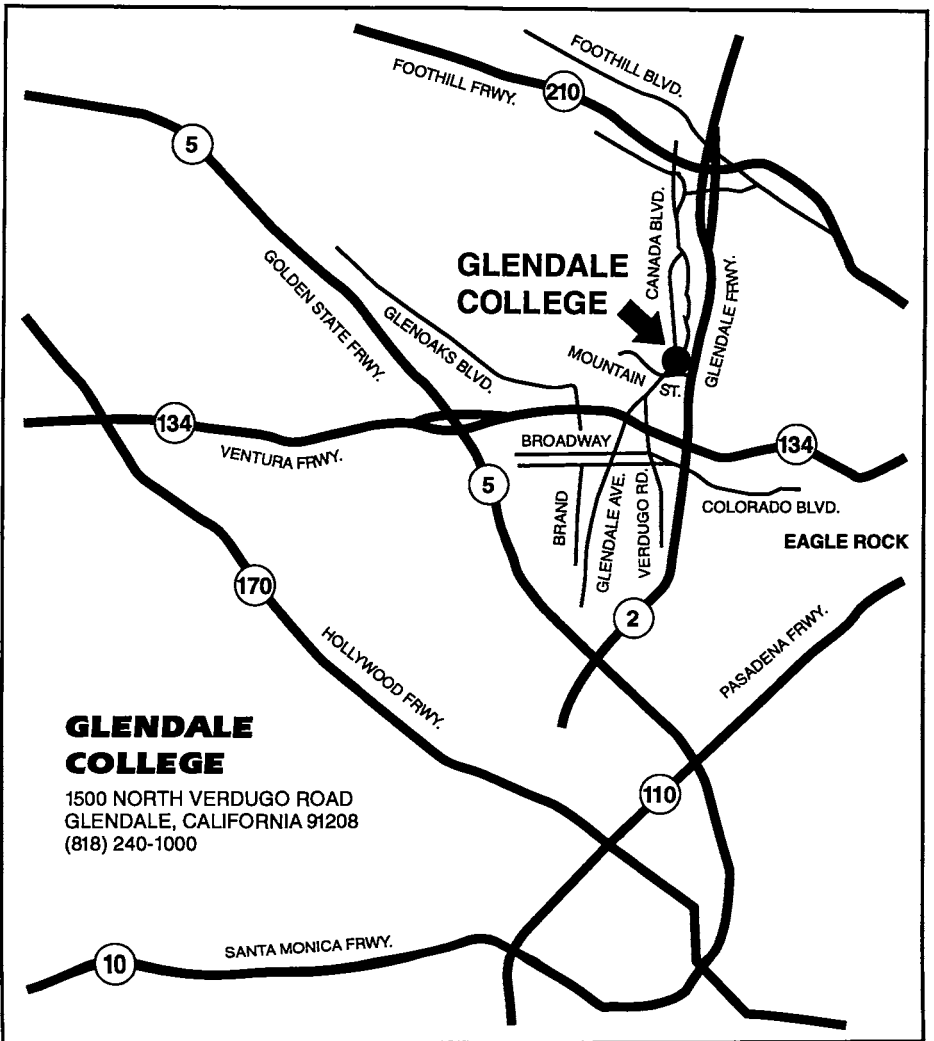 FOOTHILL BLVD.
FOOTHILL FRWY.
210
5
CANADA BLVD.
GLENDALE
COLLEGE
GOLDEN STATE FRWY.
GLENDALE FRWY.
GLENOAKS BLVD.
MOUNTAIN
ST.
134
VENTURA FRWY.
BROADWAY
134
5
BRAND
GLENDALE AVE.
VERDUGO RD.
COLORADO BLVD.
EAGLE ROCK
170
2
HOLLYWOOD FRWY.
PASADENA FRWY.
GLENDALE
COLLEGE
1500 NORTH VERDUGO ROAD
GLENDALE, CALIFORNIA 91208
(818) 240-1000
110
SANTA MONICA FRWY.
10